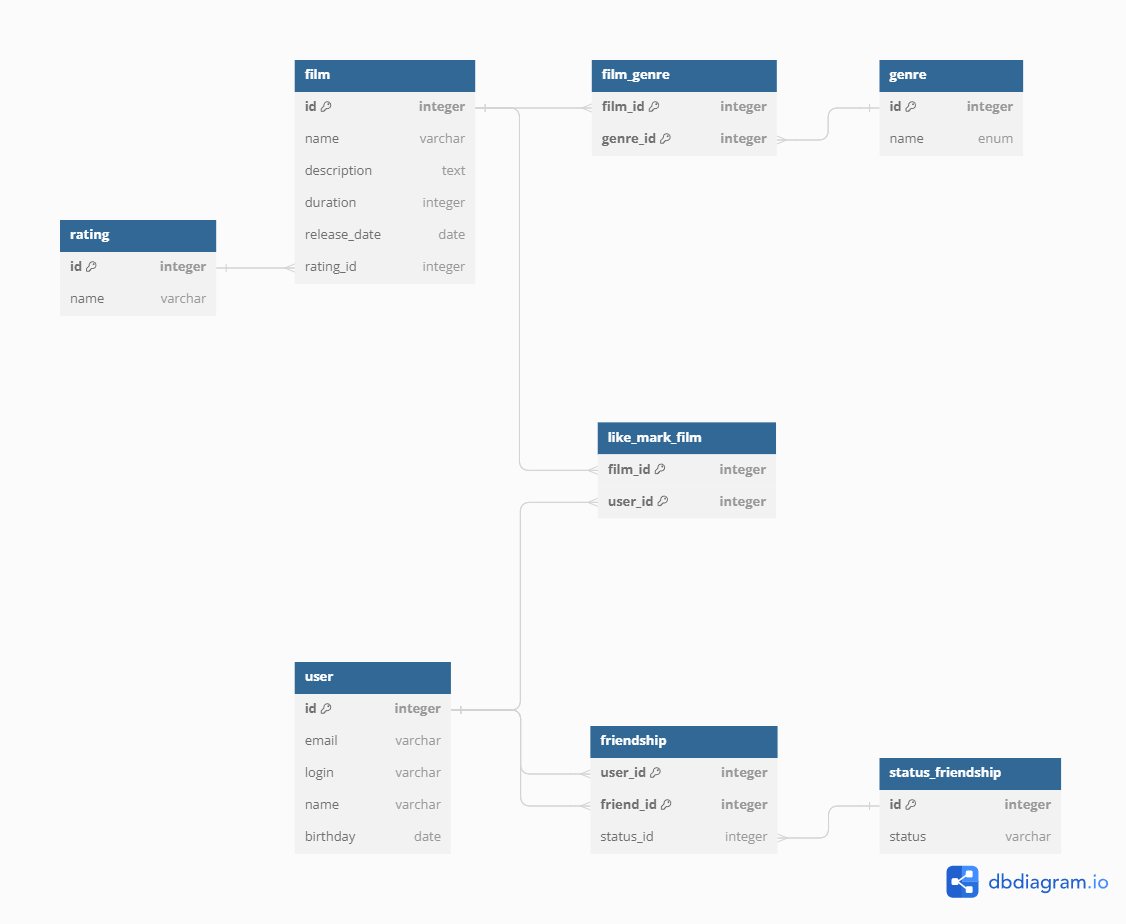 film
id integer
name varchar
description text
duration integer
release_date date
rating_id integer
film_genre
film_id integer
genre_id integer
genre
id integer
name enum
rating
id integer
name varchar
like_mark_film
film_id integer
user_id integer
user
id integer
email varchar
login varchar
name varchar
birthday date
friendship
user_id integer
friend_id integer
status_id integer
status_friendship
id integer
status varchar
dbdiagram.io